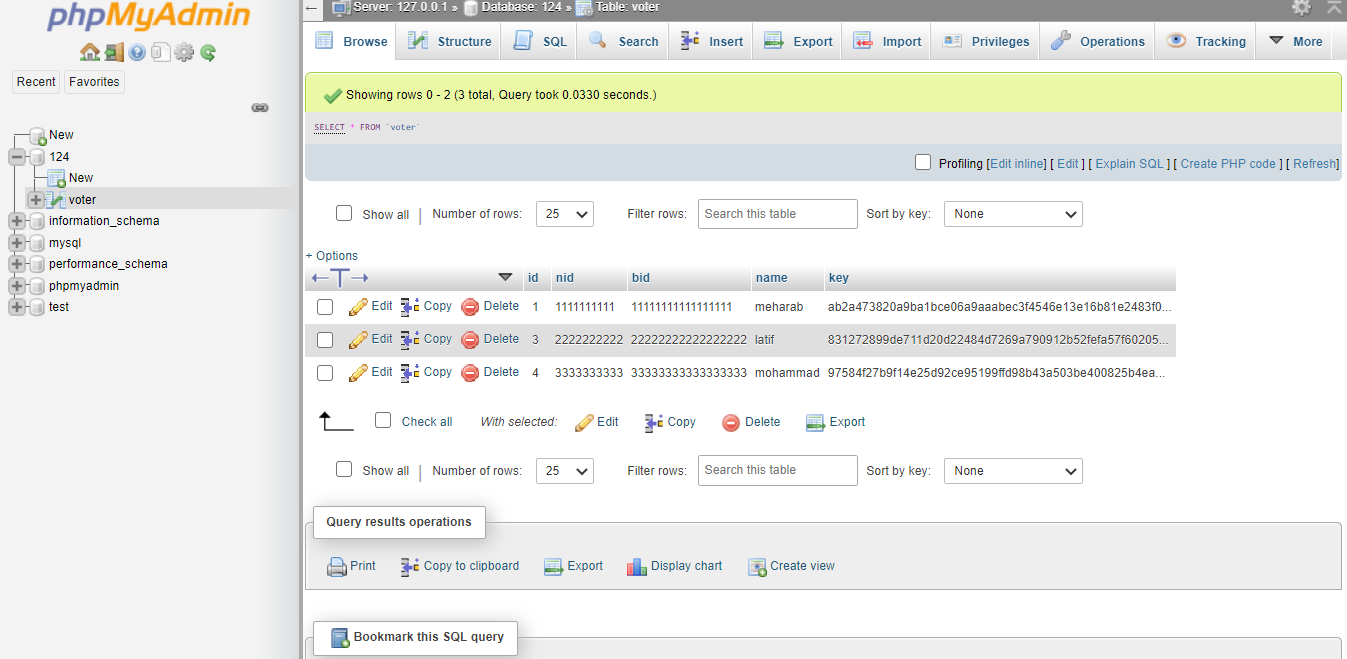 phpMyAdmin
Recent Favorites
New
124
New
voter
information_schema
mysql
performance_schema
phpmyadmin
test
Server: 127.0.0.1 » Database: 124 » Table: voter
Browse Structure SQL Search Insert Export Import Privileges Operations Tracking More
Showing rows 0 - 2 (3 total, Query took 0.0330 seconds.)
SELECT * FROM `voter`
Profiling [Edit inline] [ Edit ] [ Explain SQL ] [ Create PHP code ] [ Refresh]
Show all | Number of rows: 25 Filter rows: Search this table Sort by key: None
+ Options
←T→ id nid bid name key
Edit Copy Delete 1 1111111111 11111111111111111 meharab ab2a473820a9ba1bce06a9aaabec3f4546e13e16b81e2483f0...
Edit Copy Delete 3 2222222222 22222222222222222 latif 831272899de711d20d22484d7269a790912b52fefa57f60205...
Edit Copy Delete 4 3333333333 33333333333333333 mohammad 97584f27b9f14e25d92ce95199ffd98b43a503be400825b4ea...
Check all With selected: Edit Copy Delete Export
Show all | Number of rows: 25 Filter rows: Search this table Sort by key: None
Query results operations
Print Copy to clipboard Export Display chart Create view
Bookmark this SQL query